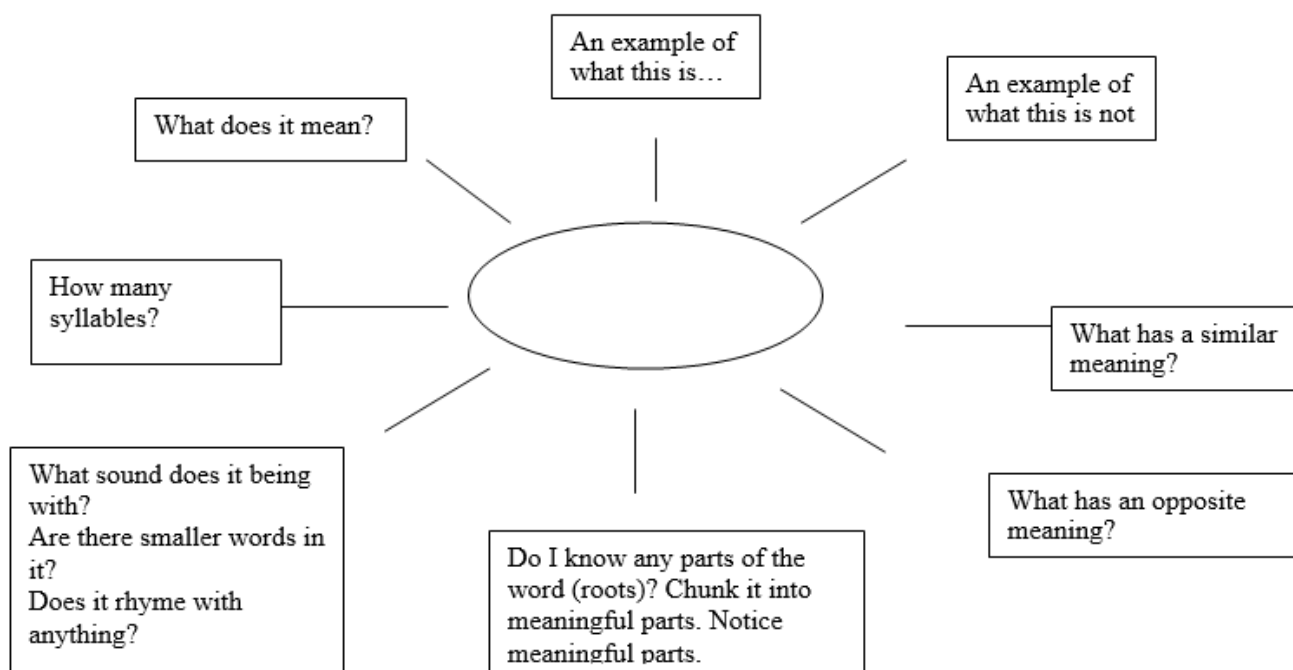 An example of
what this is…
An example of
what this is not
What does it mean?
How many
syllables?
What has a similar
meaning?
What sound does it being
with?
Are there smaller words in
it?
Does it rhyme with
anything?
Do I know any parts of the
word (roots)? Chunk it into
meaningful parts. Notice
meaningful parts.
What has an opposite
meaning?